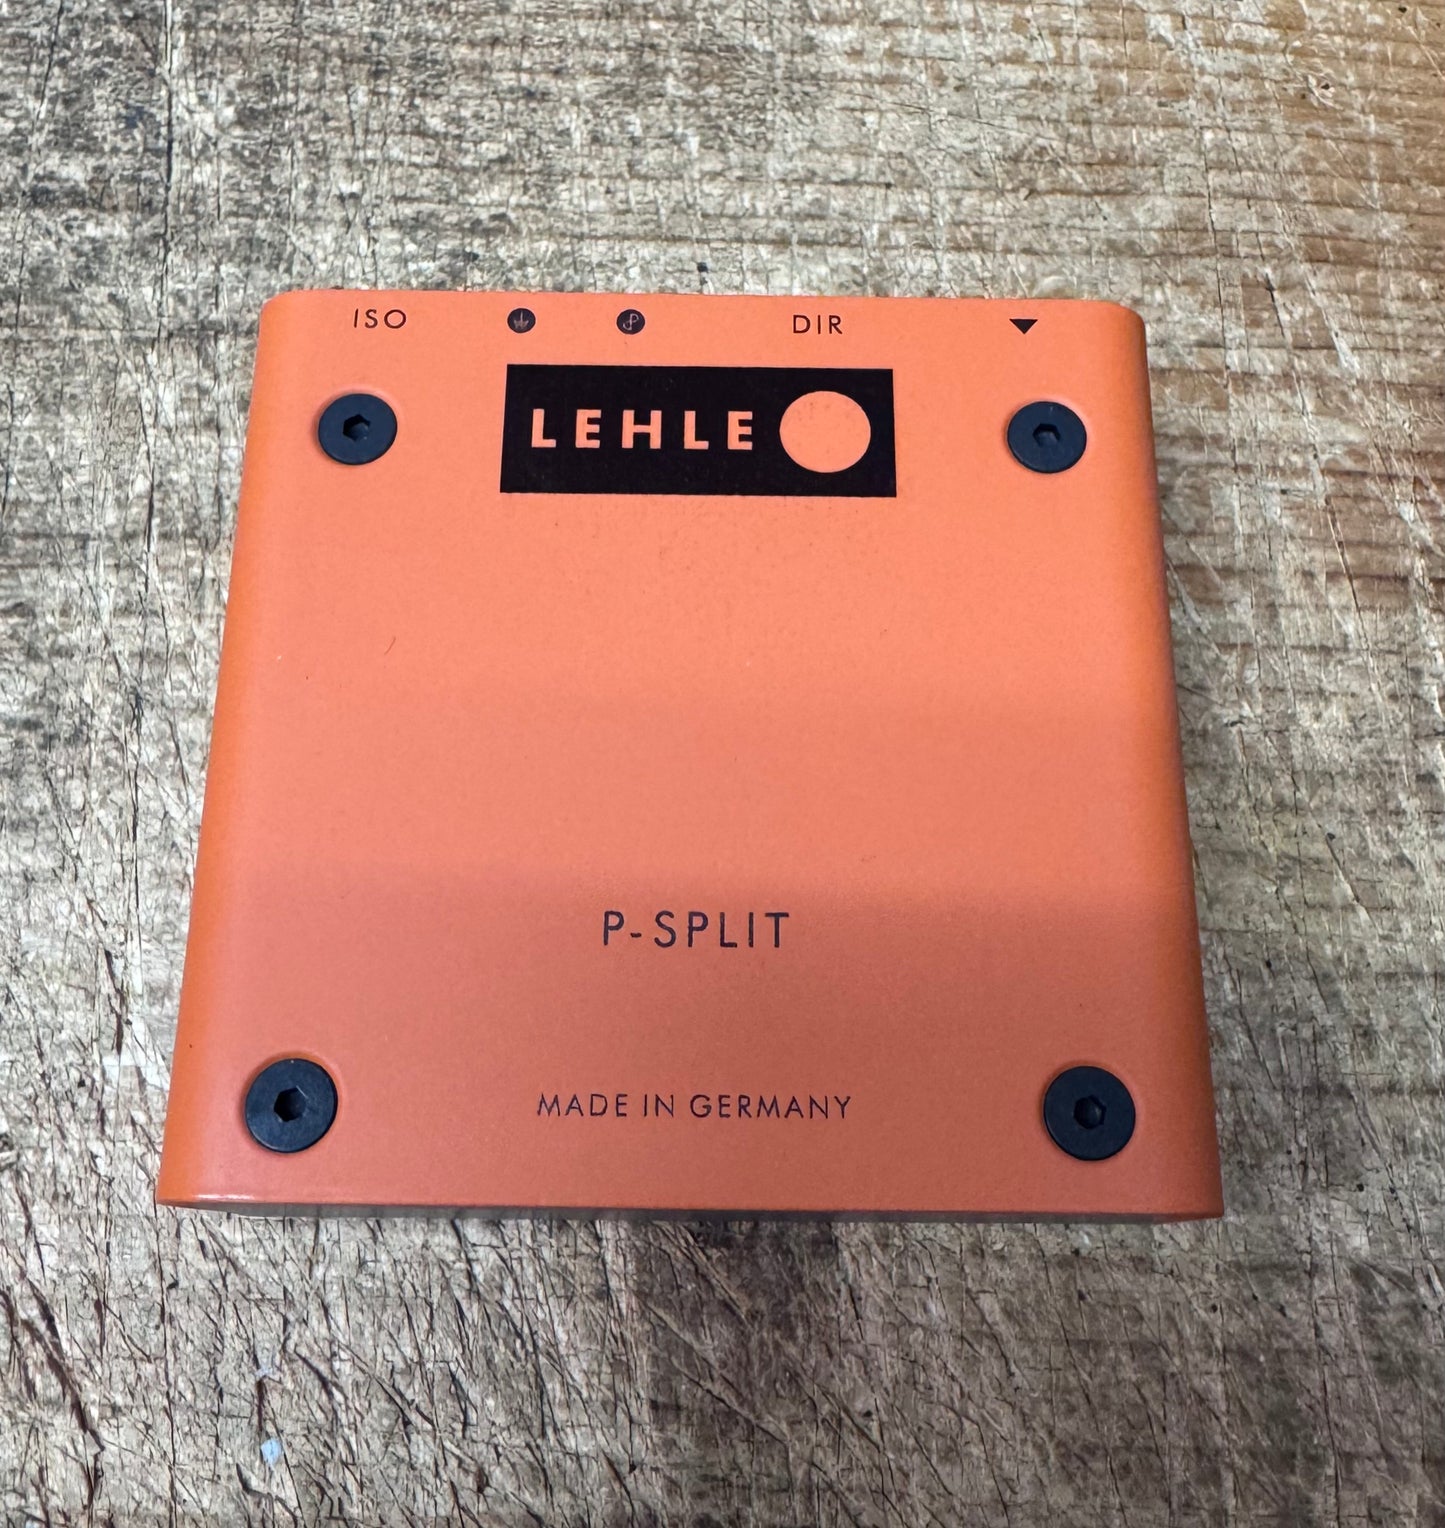 ISO DIR
LEHLE
P-SPLIT
MADE IN GERMANY